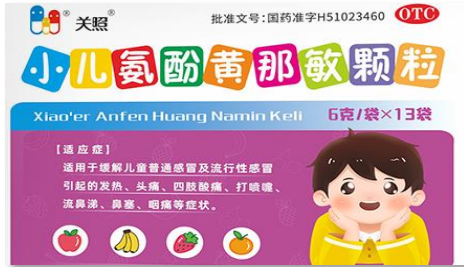 关照®
批准文号:国药准字H51023460
OTC
小儿氨酚黄那敏颗粒
Xiao'er Anfen Huang Namin Keli
6克/袋×13袋
【适应症】
适用于缓解儿童普通感冒及流行性感冒
引起的发热、头痛、四肢酸痛、打喷嚏、
流鼻涕、鼻塞、咽痛等症状。